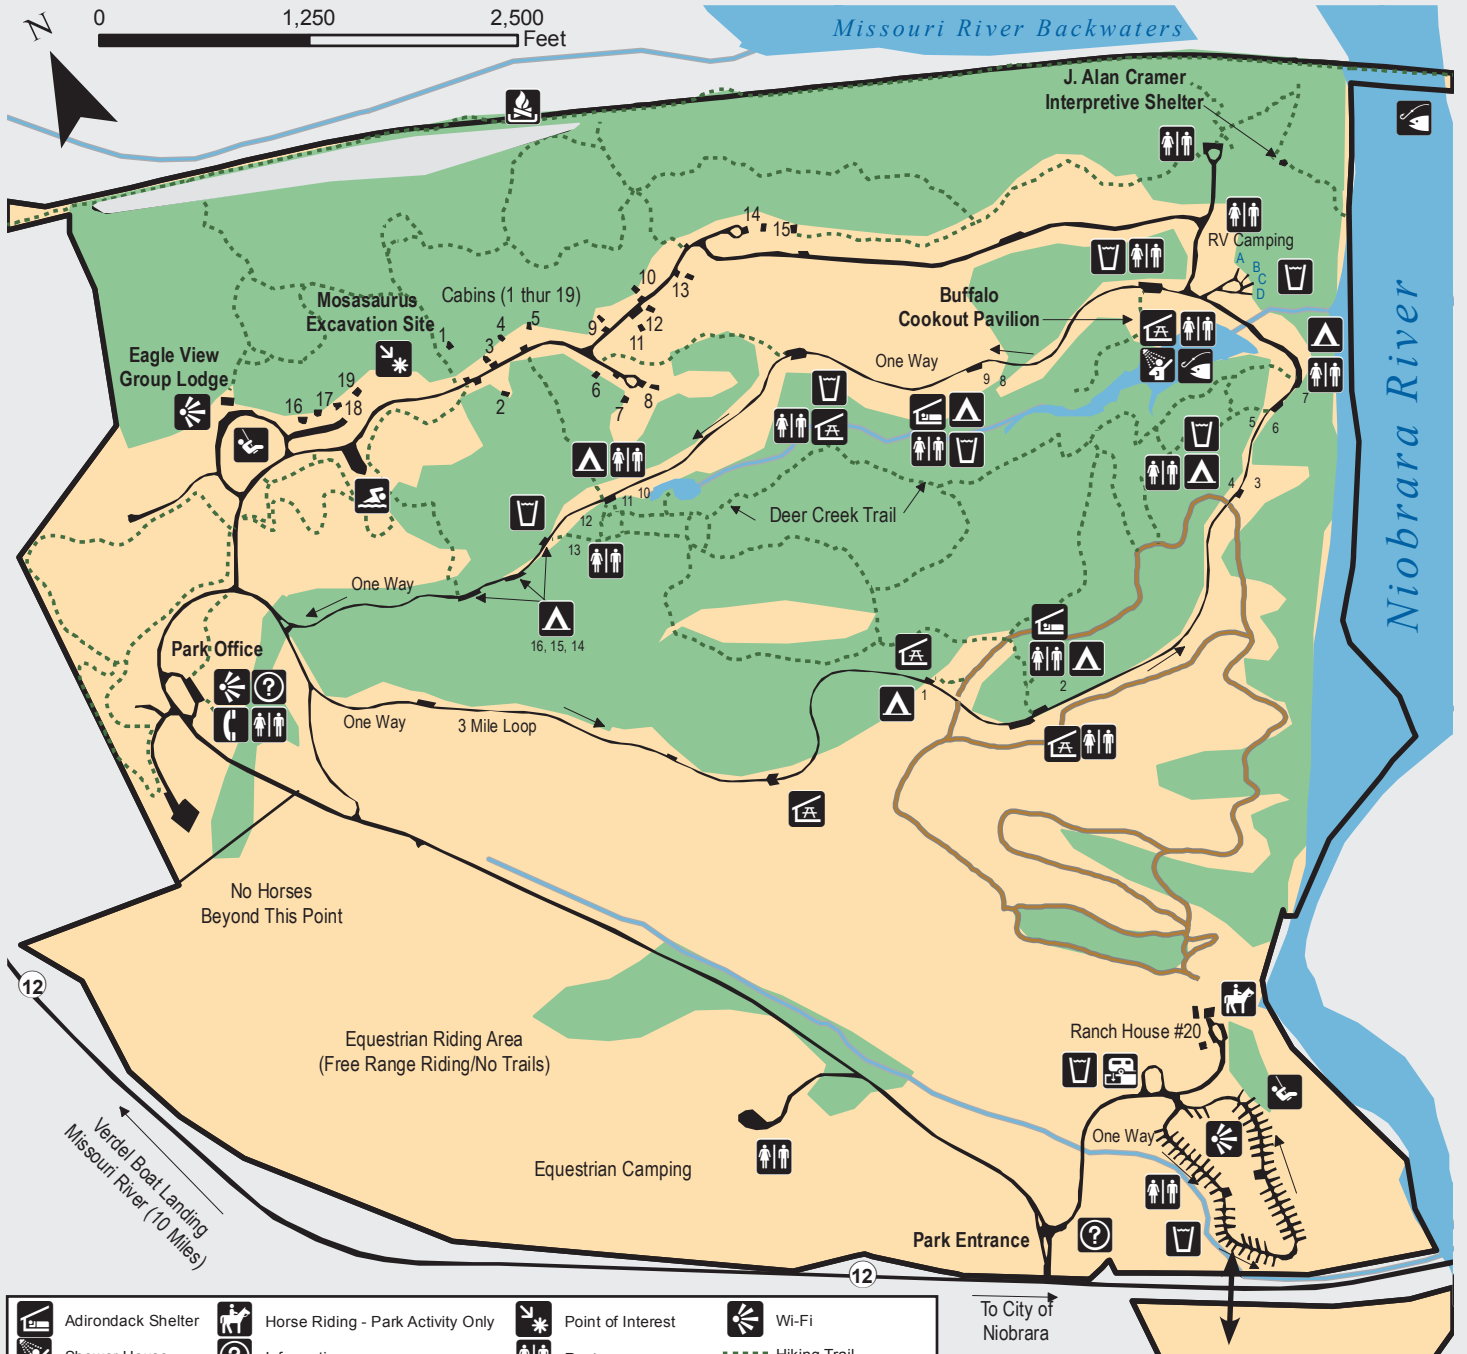 N
0 1,250 2,500
Feet
Missouri River Backwaters
J. Alan Cramer
Interpretive Shelter
RV Camping
A
B
C
D
14
15
10
13
Cabins (1 thur 19)
Mosasaurus
Excavation Site
1
4
5
3
9
12
11
Buffalo
Cookout Pavilion
Eagle View
Group Lodge
19
17
16
18
2
6
7
8
One Way
9 8
7
5
6
Niobrara River
4 3
10
11
12
13
Deer Creek Trail
One Way
16, 15, 14
Park Office
1
2
One Way
3 Mile Loop
No Horses
Beyond This Point
12
Equestrian Riding Area
(Free Range Riding/No Trails)
Ranch House #20
One Way
Verdel Boat Landing
Missouri River (10 Miles)
Equestrian Camping
Park Entrance
12
To City of
Niobrara
Adirondack Shelter
Horse Riding - Park Activity Only
Point of Interest
Wi-Fi
Hiking Trail